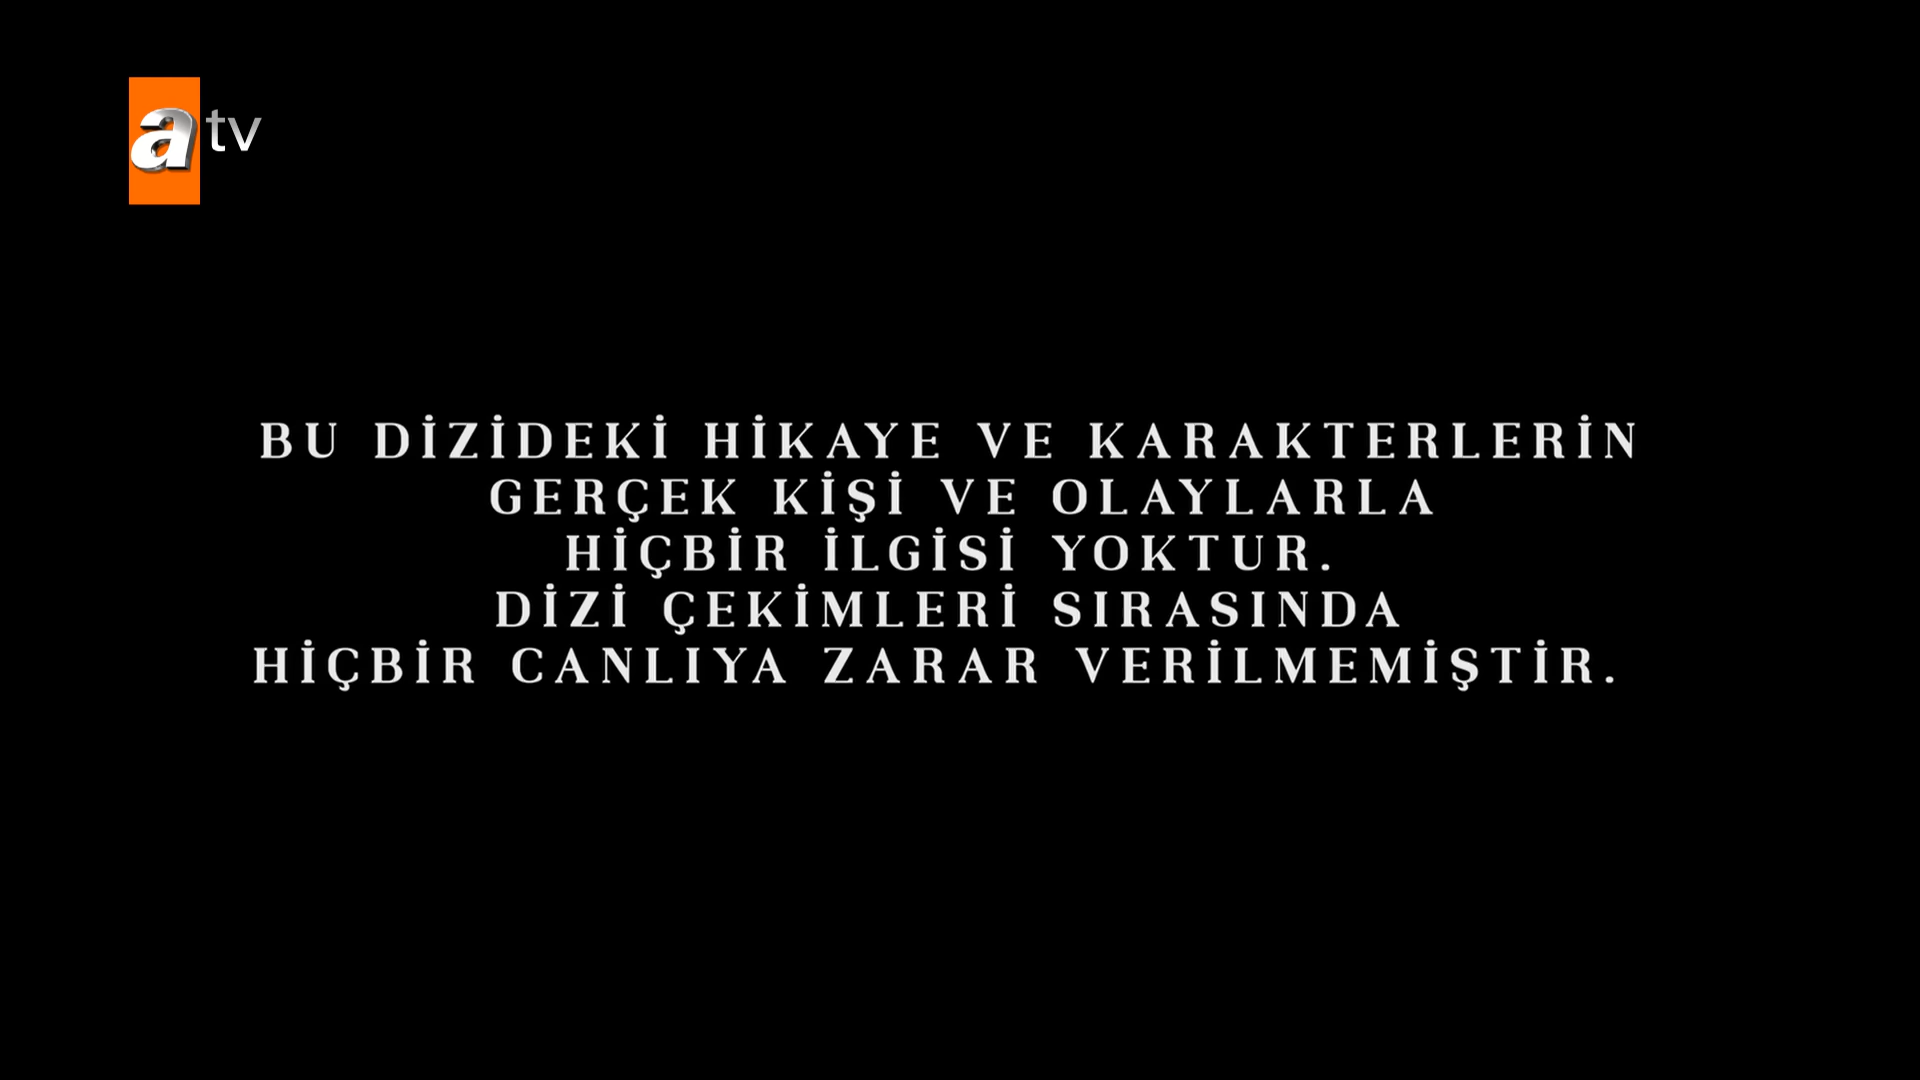 atv
BU DİZİDEKİ HİKAYE VE KARAKTERLERİN
GERÇEK KİŞİ VE OLAYLARLA
HİÇBİR İLGİSİ YOKTUR.
DİZİ ÇEKİMLERİ SIRASINDA
HİÇBİR CANLIYA ZARAR VERİLMEMİŞTİR.